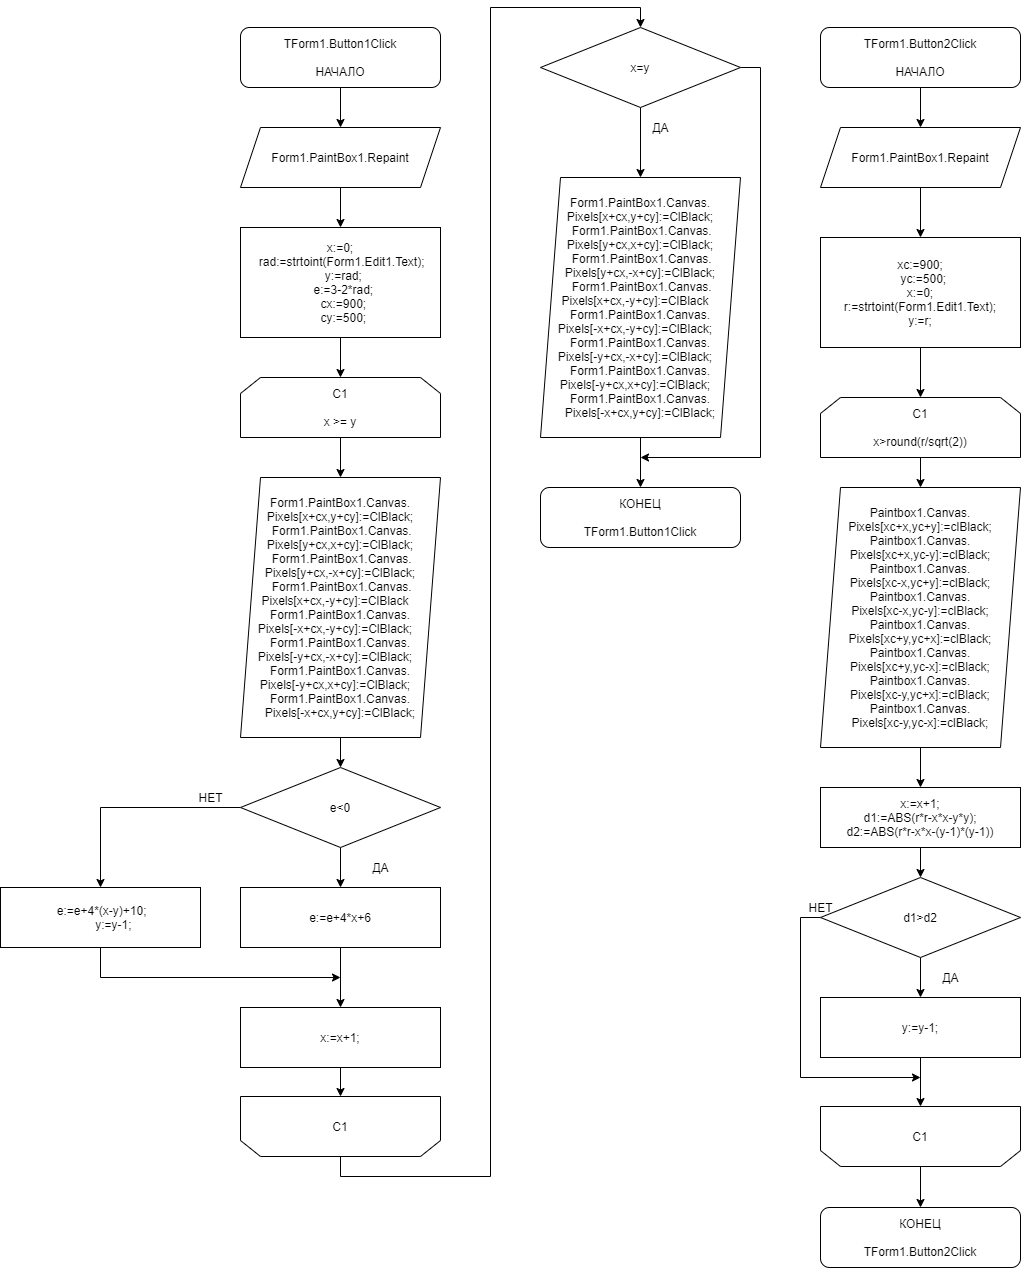 TForm1.Button1Click
НАЧАЛО
Form1.PaintBox1.Repaint
x:=0;
rad:=strtoint(Form1.Edit1.Text);
y:=rad;
e:=3-2*rad;
cx:=900;
cy:=500;
C1
x >= y
Form1.PaintBox1.Canvas.
Pixels[x+cx,y+cy]:=ClBlack;
Form1.PaintBox1.Canvas.
Pixels[y+cx,x+cy]:=ClBlack;
Form1.PaintBox1.Canvas.
Pixels[y+cx,-x+cy]:=ClBlack;
Form1.PaintBox1.Canvas.
Pixels[x+cx,-y+cy]:=ClBlack
Form1.PaintBox1.Canvas.
Pixels[-x+cx,-y+cy]:=ClBlack;
Form1.PaintBox1.Canvas.
Pixels[-y+cx,-x+cy]:=ClBlack;
Form1.PaintBox1.Canvas.
Pixels[-y+cx,x+cy]:=ClBlack;
Form1.PaintBox1.Canvas.
Pixels[-x+cx,y+cy]:=ClBlack;
e<0
НЕТ
ДА
e:=e+4*(x-y)+10;
y:=y-1;
e:=e+4*x+6
x:=x+1;
C1
x=y
ДА
Form1.PaintBox1.Canvas.
Pixels[x+cx,y+cy]:=ClBlack;
Form1.PaintBox1.Canvas.
Pixels[y+cx,x+cy]:=ClBlack;
Form1.PaintBox1.Canvas.
Pixels[y+cx,-x+cy]:=ClBlack;
Form1.PaintBox1.Canvas.
Pixels[x+cx,-y+cy]:=ClBlack
Form1.PaintBox1.Canvas.
Pixels[-x+cx,-y+cy]:=ClBlack;
Form1.PaintBox1.Canvas.
Pixels[-y+cx,-x+cy]:=ClBlack;
Form1.PaintBox1.Canvas.
Pixels[-y+cx,x+cy]:=ClBlack;
Form1.PaintBox1.Canvas.
Pixels[-x+cx,y+cy]:=ClBlack;
КОНЕЦ
TForm1.Button1Click
TForm1.Button2Click
НАЧАЛО
Form1.PaintBox1.Repaint
xc:=900;
yc:=500;
x:=0;
r:=strtoint(Form1.Edit1.Text);
y:=r;
C1
x>round(r/sqrt(2))
Paintbox1.Canvas.
Pixels[xc+x,yc+y]:=clBlack;
Paintbox1.Canvas.
Pixels[xc+x,yc-y]:=clBlack;
Paintbox1.Canvas.
Pixels[xc-x,yc+y]:=clBlack;
Paintbox1.Canvas.
Pixels[xc-x,yc-y]:=clBlack;
Paintbox1.Canvas.
Pixels[xc+y,yc+x]:=clBlack;
Paintbox1.Canvas.
Pixels[xc+y,yc-x]:=clBlack;
Paintbox1.Canvas.
Pixels[xc-y,yc+x]:=clBlack;
Paintbox1.Canvas.
Pixels[xc-y,yc-x]:=clBlack;
x:=x+1;
d1:=ABS(r*r-x*x-y*y);
d2:=ABS(r*r-x*x-(y-1)*(y-1))
НЕТ
d1>d2
ДА
y:=y-1;
C1
КОНЕЦ
TForm1.Button2Click